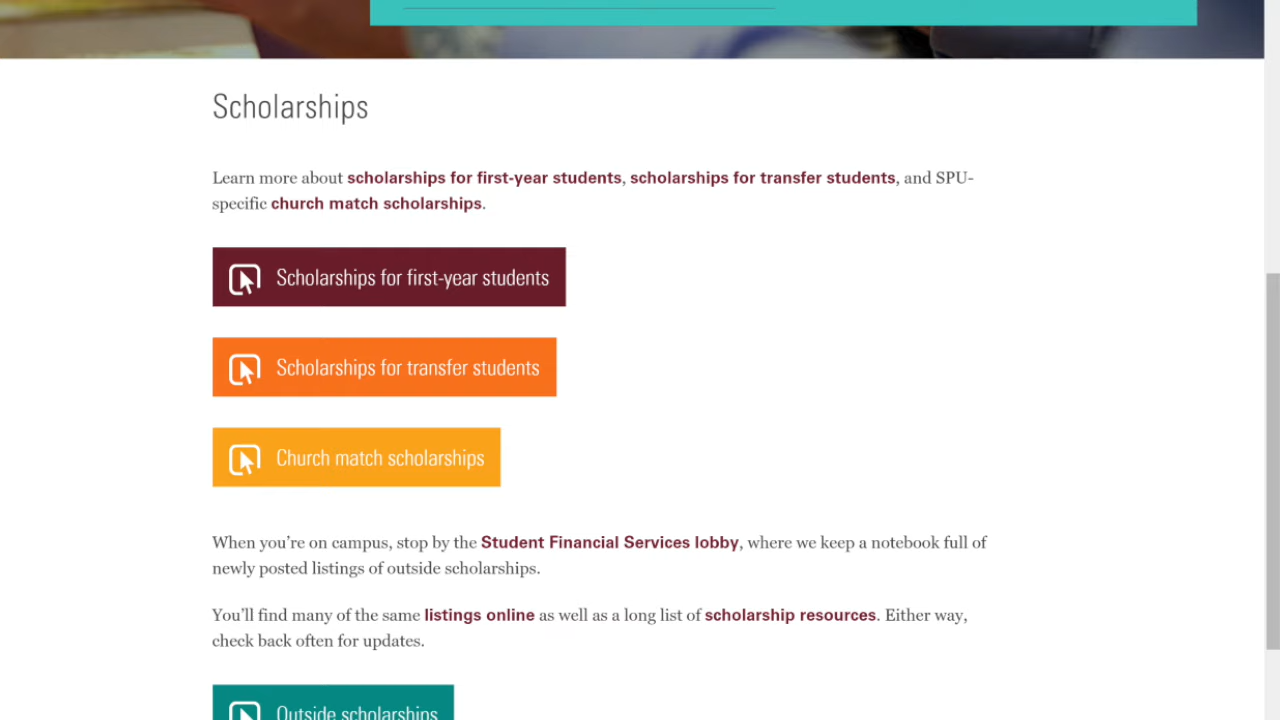 Scholarships
Learn more about scholarships for first-year students, scholarships for transfer students, and SPU-
specific church match scholarships.
Scholarships for first-year students
Scholarships for transfer students
Church match scholarships
When you’re on campus, stop by the Student Financial Services lobby, where we keep a notebook full of
newly posted listings of outside scholarships.
You’ll find many of the same listings online as well as a long list of scholarship resources. Either way,
check back often for updates.
Outside scholarships